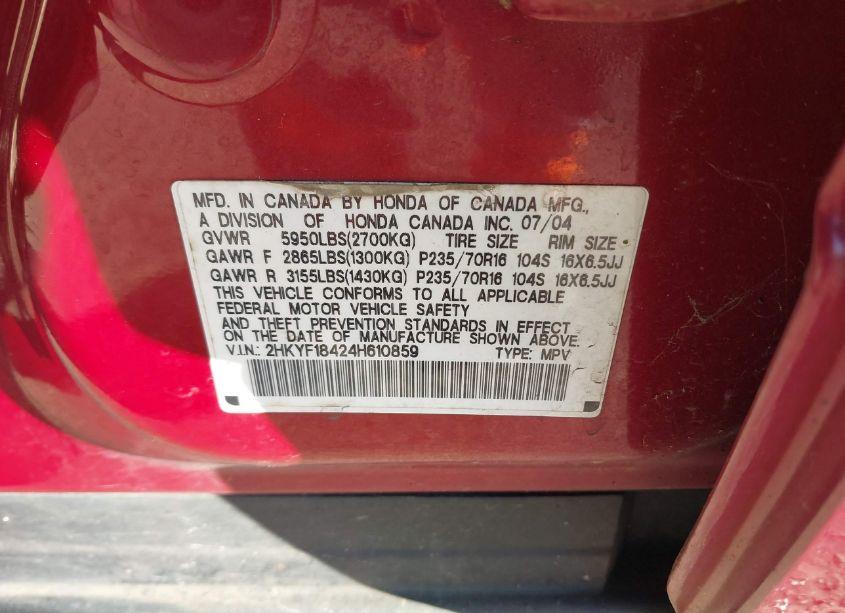 MFD. IN CANADA BY HONDA OF CANADA MFG.,
A DIVISION OF HONDA CANADA INC. 07/04
GVWR 5950LBS(2700KG) TIRE SIZE RIM SIZE
GAWR F 2865LBS(1300KG) P235/70R16 104S 16X6.5JJ
GAWR R 3155LBS(1430KG) P235/70R16 104S 16X6.5JJ
THIS VEHICLE CONFORMS TO ALL APPLICABLE
FEDERAL MOTOR VEHICLE SAFETY
AND THEFT PREVENTION STANDARDS IN EFFECT
ON THE DATE OF MANUFACTURE SHOWN ABOVE.
V.I.N.: 2HKYF18424H610859 TYPE: MPV